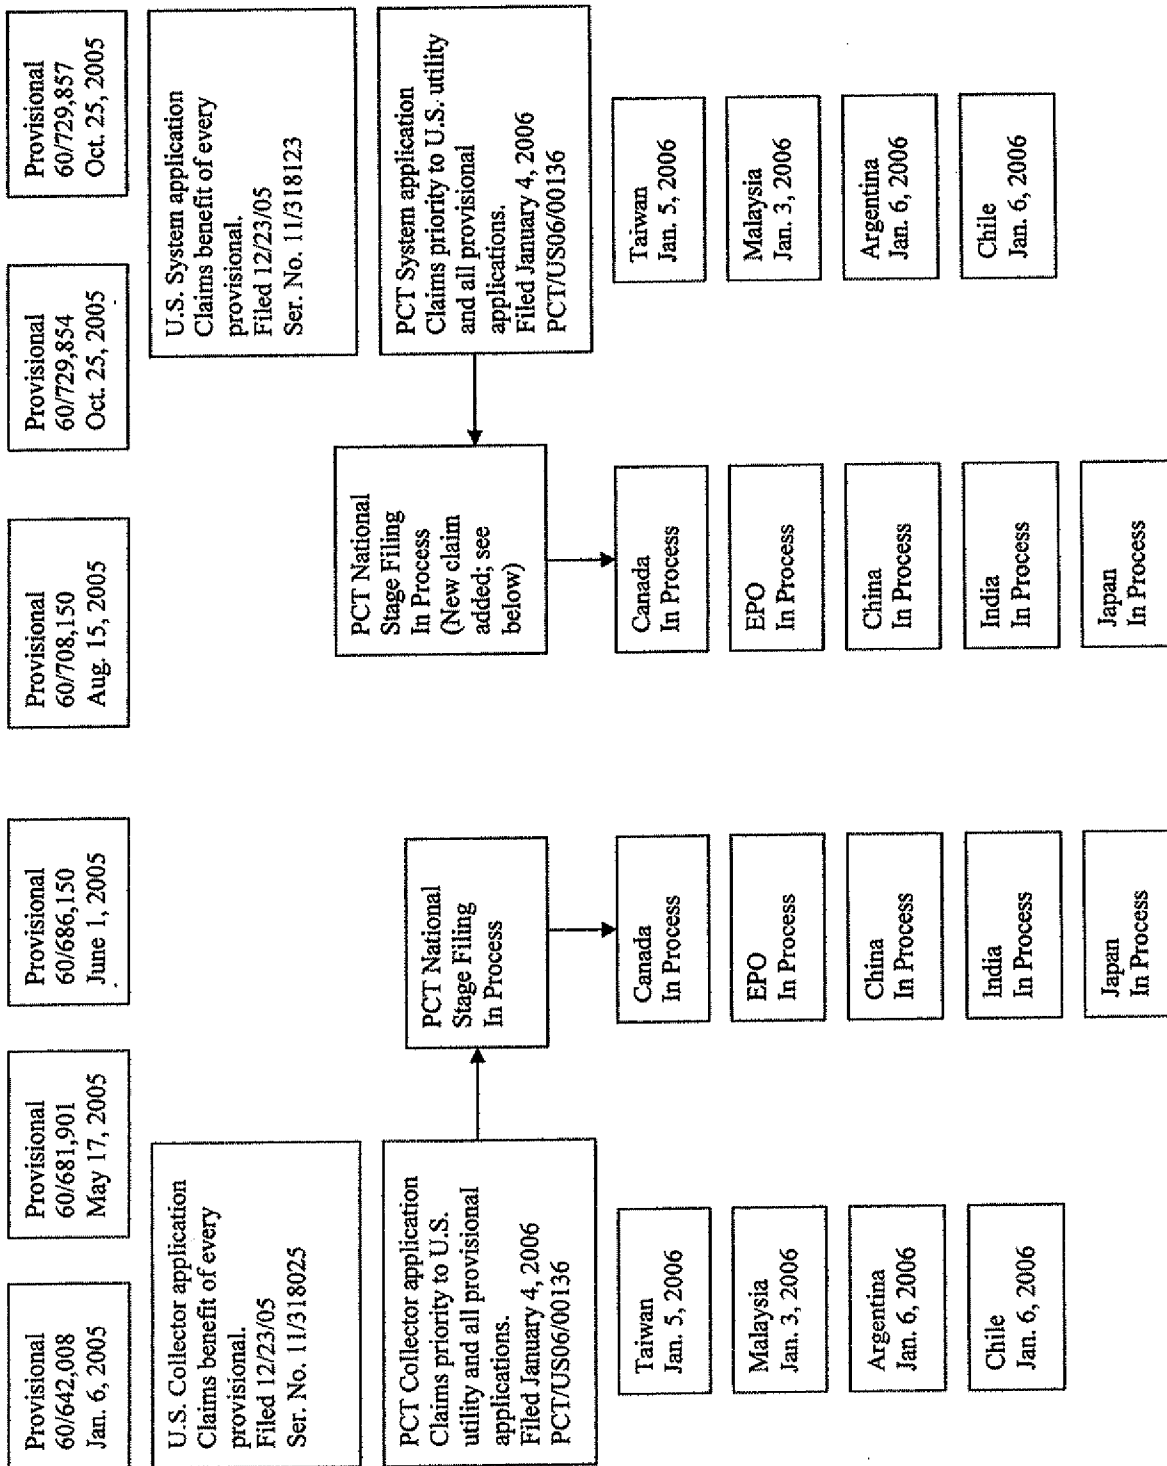 Provisional
60/642,008
Jan. 6, 2005
Provisional
60/681,901
May 17, 2005
Provisional
60/686,150
June 1, 2005
Provisional
60/708,150
Aug. 15, 2005
Provisional
60/729,854
Oct. 25, 2005
Provisional
60/729,857
Oct. 25, 2005
U.S. Collector application
Claims benefit of every
provisional.
Filed 12/23/05
Ser. No. 11/318025
U.S. System application
Claims benefit of every
provisional.
Filed 12/23/05
Ser. No. 11/318123
PCT Collector application
Claims priority to U.S.
utility and all provisional
applications.
Filed January 4, 2006
PCT/US06/00136
PCT National
Stage Filing
In Process
PCT National
Stage Filing
In Process
(New claim
added; see
below)
PCT System application
Claims priority to U.S. utility
and all provisional
applications.
Filed January 4, 2006
PCT/US06/00136
Taiwan
Jan. 5, 2006
Malaysia
Jan. 3, 2006
Argentina
Jan. 6, 2006
Chile
Jan. 6, 2006
Canada
In Process
EPO
In Process
China
In Process
India
In Process
Japan
In Process
Canada
In Process
EPO
In Process
China
In Process
India
In Process
Japan
In Process
Taiwan
Jan. 5, 2006
Malaysia
Jan. 3, 2006
Argentina
Jan. 6, 2006
Chile
Jan. 6, 2006